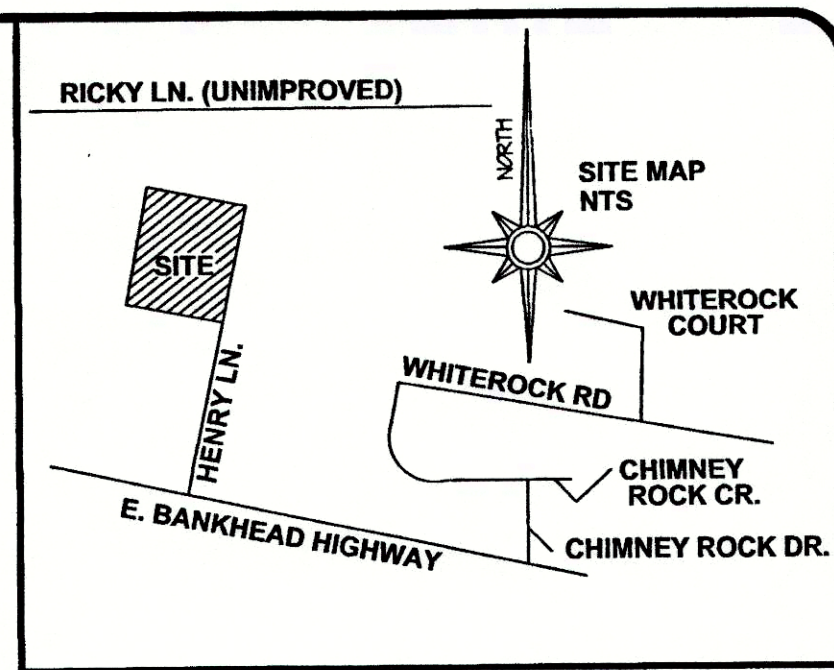 RICKY LN. (UNIMPROVED)
NORTH
SITE MAP
NTS
SITE
WHITEROCK
COURT
WHITEROCK RD
HENRY LN.
CHIMNEY
ROCK CR.
E. BANKHEAD HIGHWAY
CHIMNEY ROCK DR.